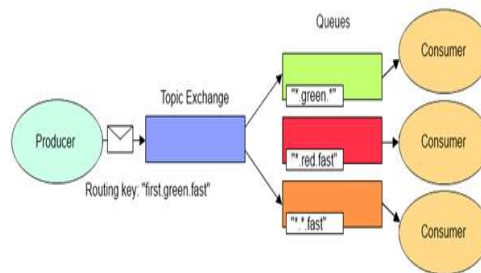 Queues
Consumer
"*.green.*"
Topic Exchange
Producer
Consumer
"*.red.fast"
Routing key: "first.green.fast"
"*.*.fast"
Consumer